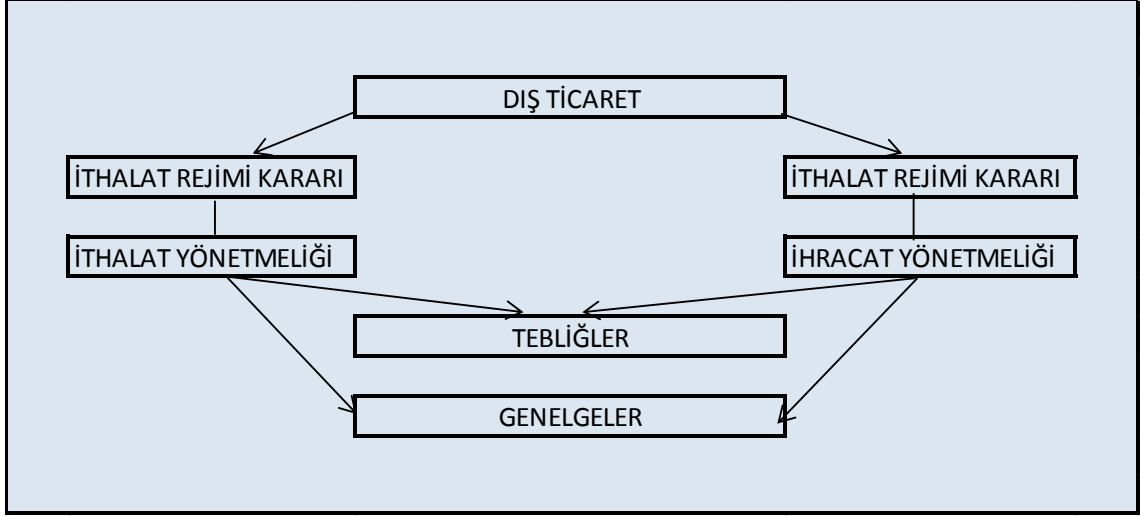 DIŞ TİCARET
İTHALAT REJİMİ KARARI
İTHALAT REJİMİ KARARI
İTHALAT YÖNETMELİĞİ
İHRACAT YÖNETMELİĞİ
TEBLİĞLER
GENELGELER